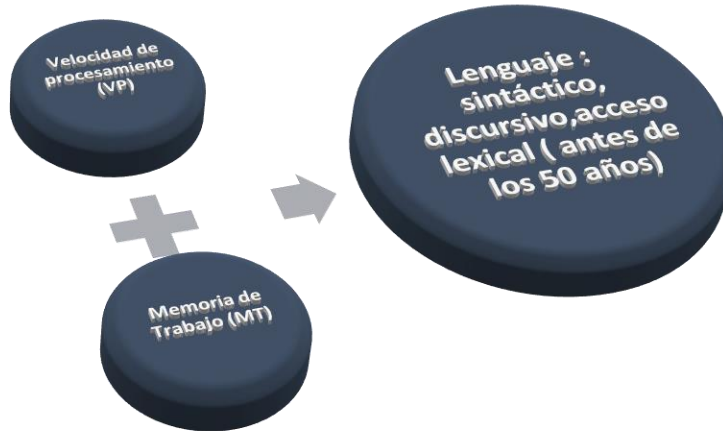 Velocidad de
procesamiento
(VP)
Memoria de
Trabajo (MT)
Lenguaje :
sintáctico,
discursivo,acceso
lexical ( antes de
los 50 años)